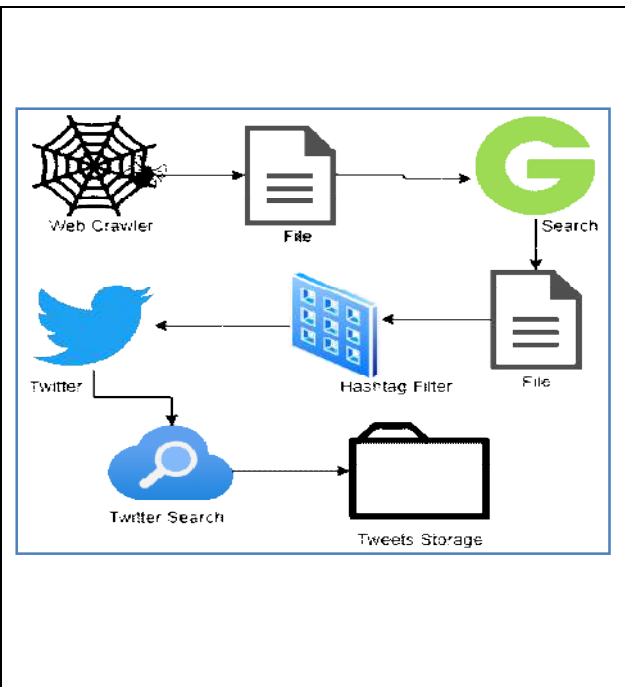 Web Crawler
File
Search
Twitter
Hashtag Filter
File
Twitter Search
Tweets Storage